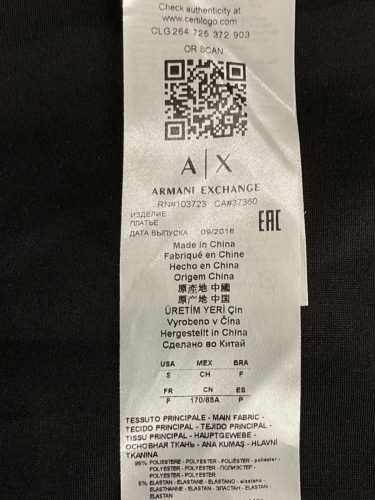 Check authenticity at
www.certilogo.com
CLG 264 725 372 903
OR SCAN
A|X
ARMANI EXCHANGE
RN#103723 CA#37360
ИЗДЕЛИЕ
ПЛАТЬЕ
ДАТА ВЫПУСКА 09/2016
EAC
Made in China
Fabriqué en Chine
Hecho en China
Origem China
原產地 中國
原产地 中国
ÜRETİM YERİ Çin
Vyrobeno v Čína
Hergestellt in China
Сделано во Китай
USA MEX BRA
S CH F
FR CN ES
F 170/88A P
TESSUTO PRINCIPALE - MAIN FABRIC -
TECIDO PRINCIPAL - TEJIDO PRINCIPAL -
TISSU PRINCIPAL - HAUPTGEWEBE -
ОСНОВНАЯ ТКАНЬ - ANA KUMAŞ - HLAVNÍ
TKANINA
95% POLIESTERE - POLYESTER - POLIÉSTER - poliéster -
POLYESTER - POLYESTER - ПОЛИЭСТЕР -
POLYESTER - POLYESTER
5% ELASTAN - ELASTANE - ELASTANO - elastano -
ELASTHANNE - ELASTAN - ЭЛАСТАН - ELASTAN -
ELASTAN